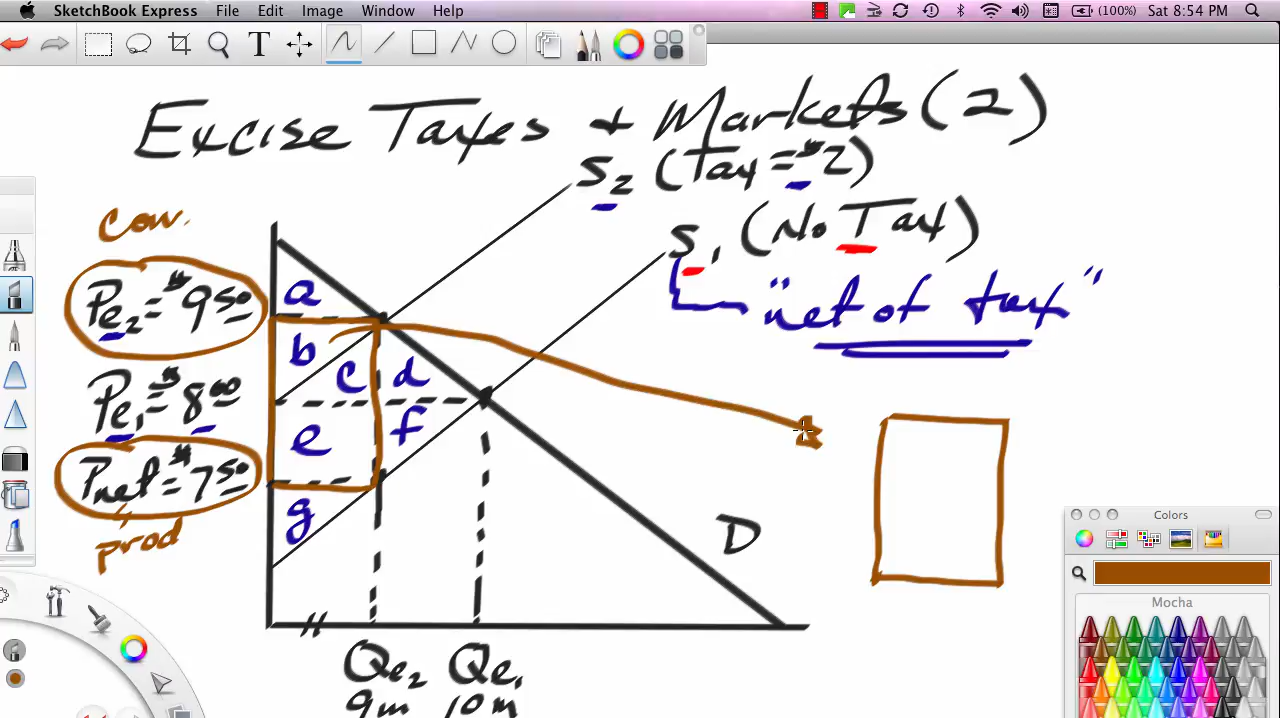 SketchBook Express File Edit Image Window Help (100%) Sat 8:54 PM
T
Excise Taxes + Markets (2)
S2 (Tax = $2)
S1 (No Tax)
"net of tax"
con.
Pe2 = $9 50
Pe1 = $8 00
Pnet = $7 50
prod
a
b
c d
e f
g
D
Qe2 Qe1
9m 10m
Colors
Mocha